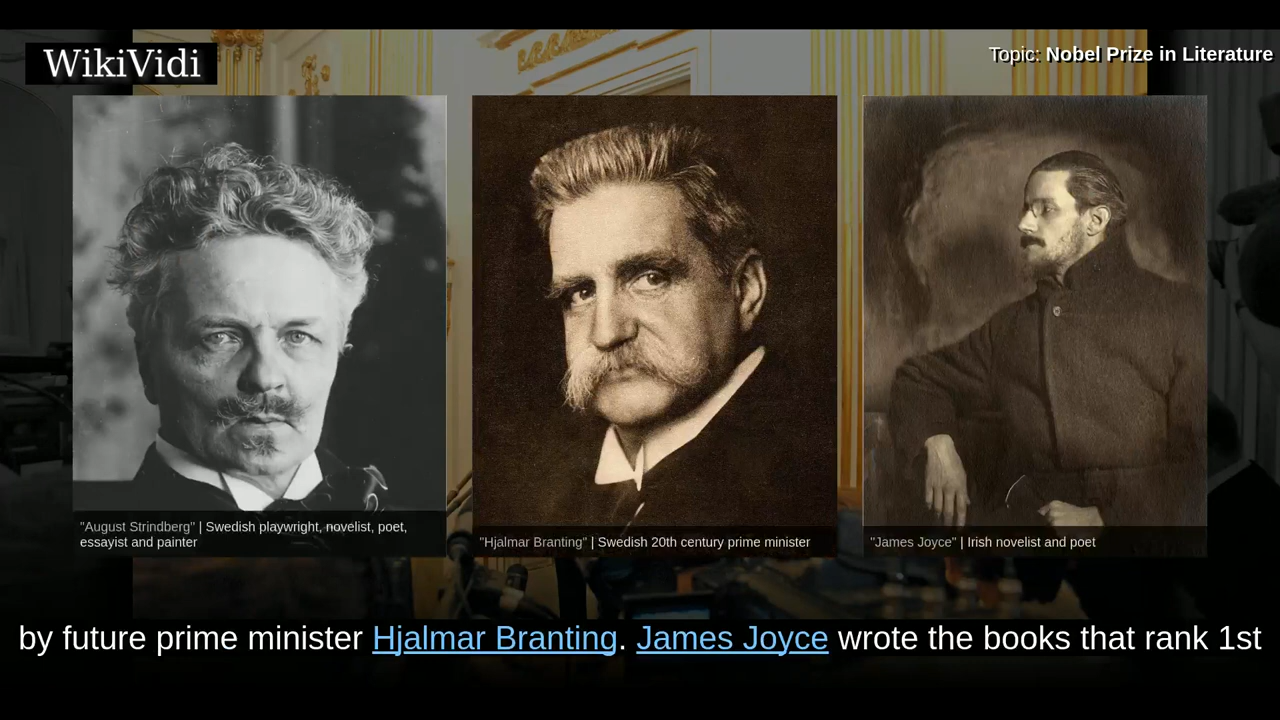 WikiVidi
Topic: Nobel Prize in Literature
"August Strindberg" | Swedish playwright, novelist, poet,
essayist and painter
"Hjalmar Branting" | Swedish 20th century prime minister
"James Joyce" | Irish novelist and poet
by future prime minister Hjalmar Branting. James Joyce wrote the books that rank 1st